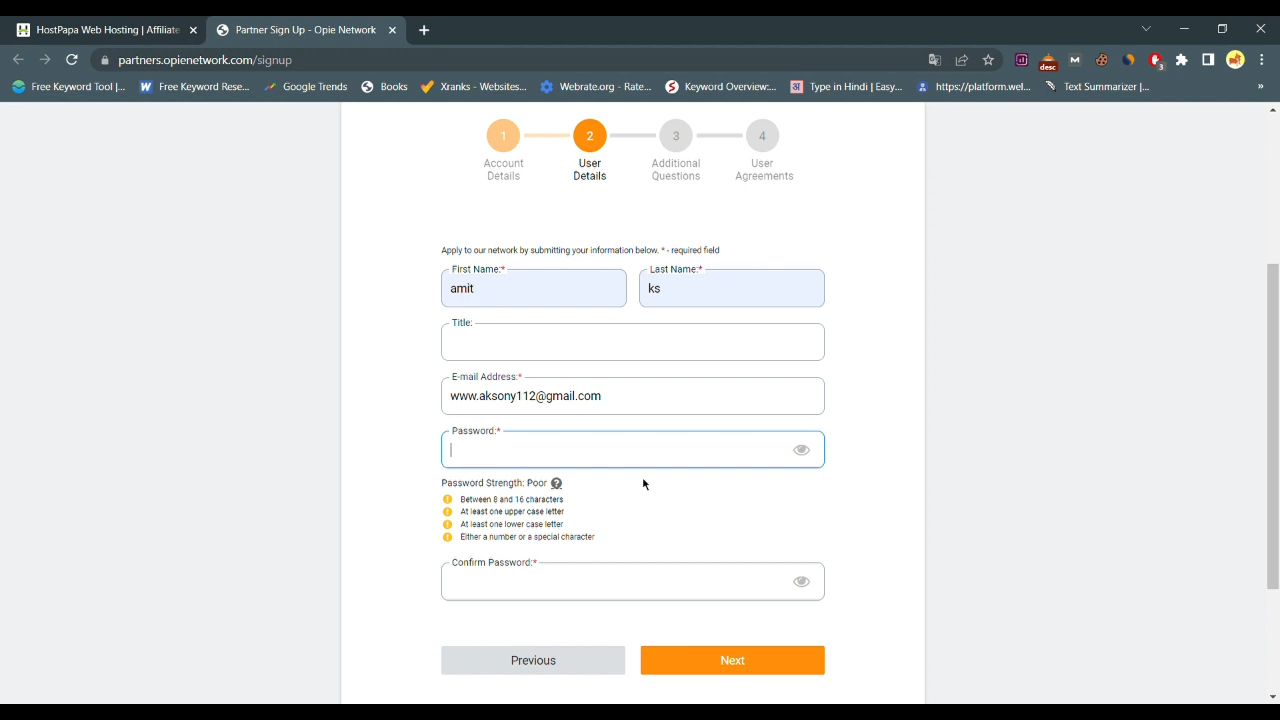 HostPapa Web Hosting | Affiliate
Partner Sign Up - Opie Network
partners.opienetwork.com/signup
desc
M
3
Free Keyword Tool |...
W Free Keyword Rese...
Google Trends
Books
Xranks - Websites...
Webrate.org - Rate...
Keyword Overview:...
अ Type in Hindi | Easy...
https://platform.wel...
Text Summarizer |...
»
1 2 3 4
Account Details
User Details
Additional Questions
User Agreements
Apply to our network by submitting your information below. * - required field
First Name:*
amit
Last Name:*
ks
Title:
E-mail Address:*
www.aksony112@gmail.com
Password:*
Password Strength: Poor ?
Between 8 and 16 characters
At least one upper case letter
At least one lower case letter
Either a number or a special character
Confirm Password:*
Previous
Next